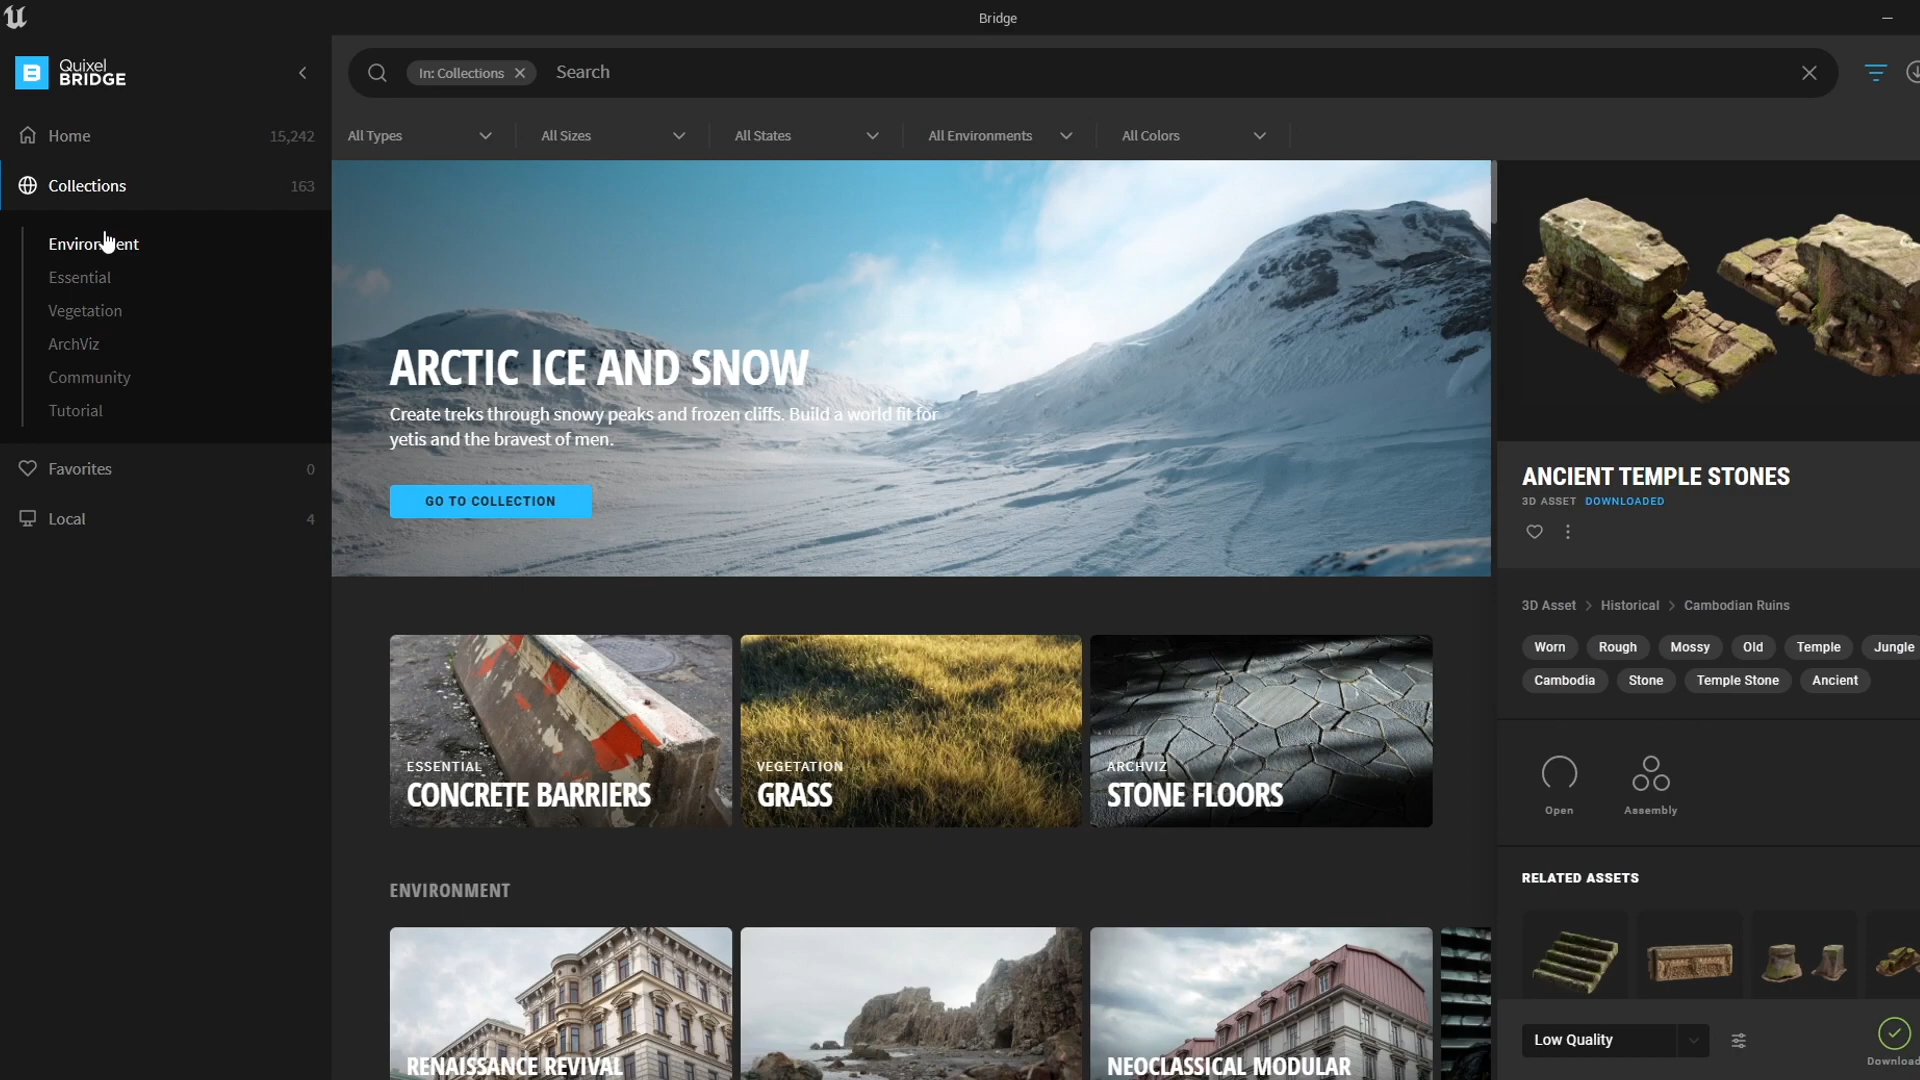 Bridge
Quixel
BRIDGE
Home 15,242
Collections 163
Environment
Essential
Vegetation
ArchViz
Community
Tutorial
Favorites 0
Local 4
In: Collections Search
All Types All Sizes All States All Environments All Colors
ARCTIC ICE AND SNOW
Create treks through snowy peaks and frozen cliffs. Build a world fit for
yetis and the bravest of men.
GO TO COLLECTION
ESSENTIAL
CONCRETE BARRIERS
VEGETATION
GRASS
ARCHVIZ
STONE FLOORS
ENVIRONMENT
RENAISSANCE REVIVAL
NEOCLASSICAL MODULAR
ANCIENT TEMPLE STONES
3D ASSET DOWNLOADED
3D Asset > Historical > Cambodian Ruins
Worn Rough Mossy Old Temple Jungle
Cambodia Stone Temple Stone Ancient
Open Assembly
RELATED ASSETS
Low Quality
Download